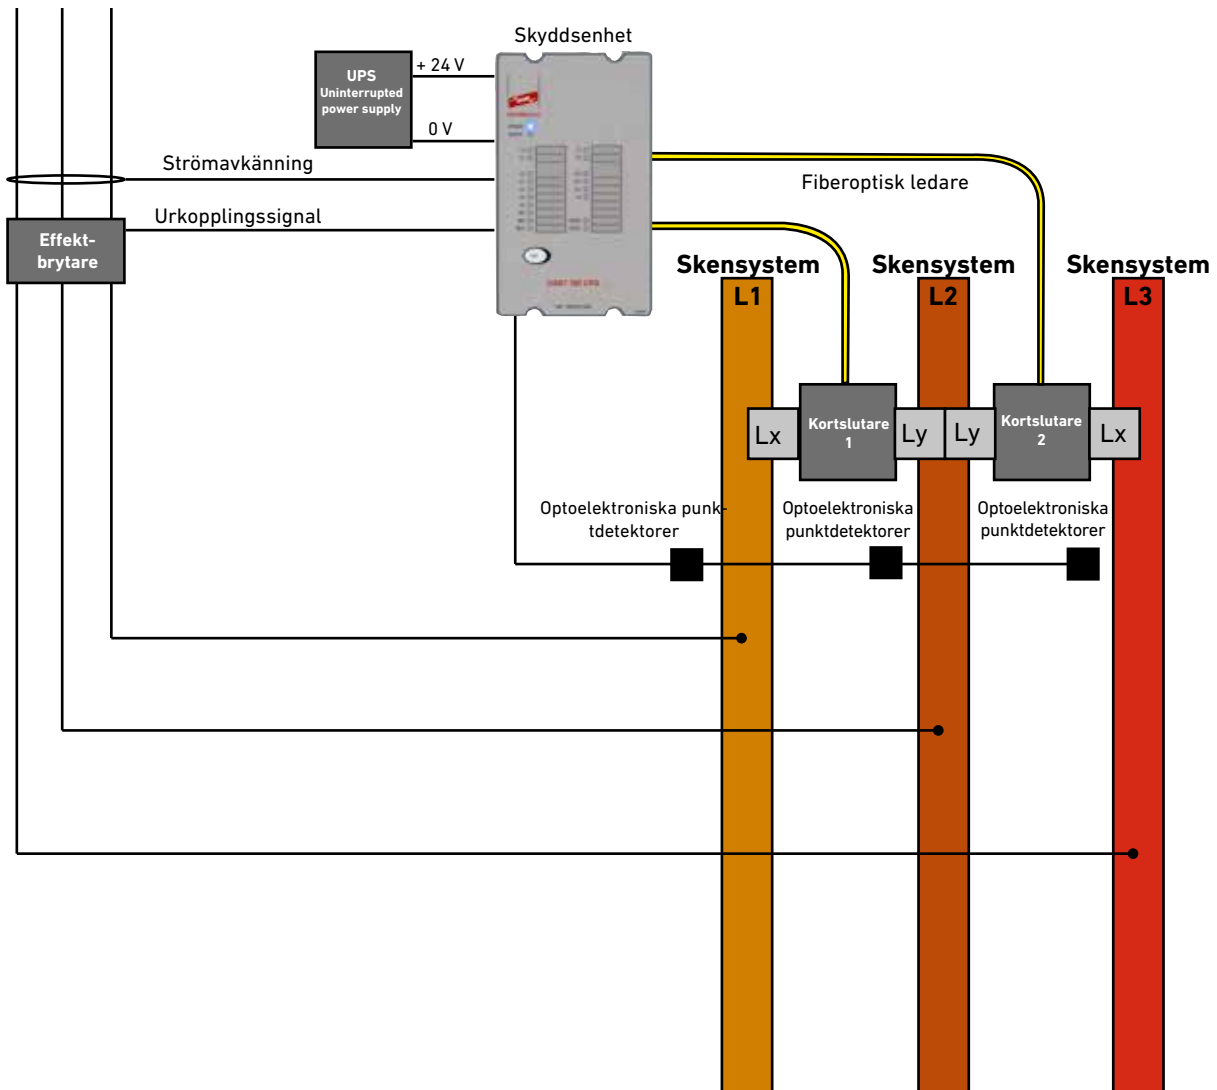 Skyddsenhet
UPS
Uninterrupted
power supply
+ 24 V
0 V
Strömavkänning
Urkopplingssignal
Effekt-
brytare
Fiberoptisk ledare
Skensystem
L1
Skensystem
L2
Skensystem
L3
Lx
Kortslutare
1
Ly
Ly
Kortslutare
2
Lx
Optoelektroniska punk-
tdetektorer
Optoelektroniska
punktdetektorer
Optoelektroniska
punktdetektorer